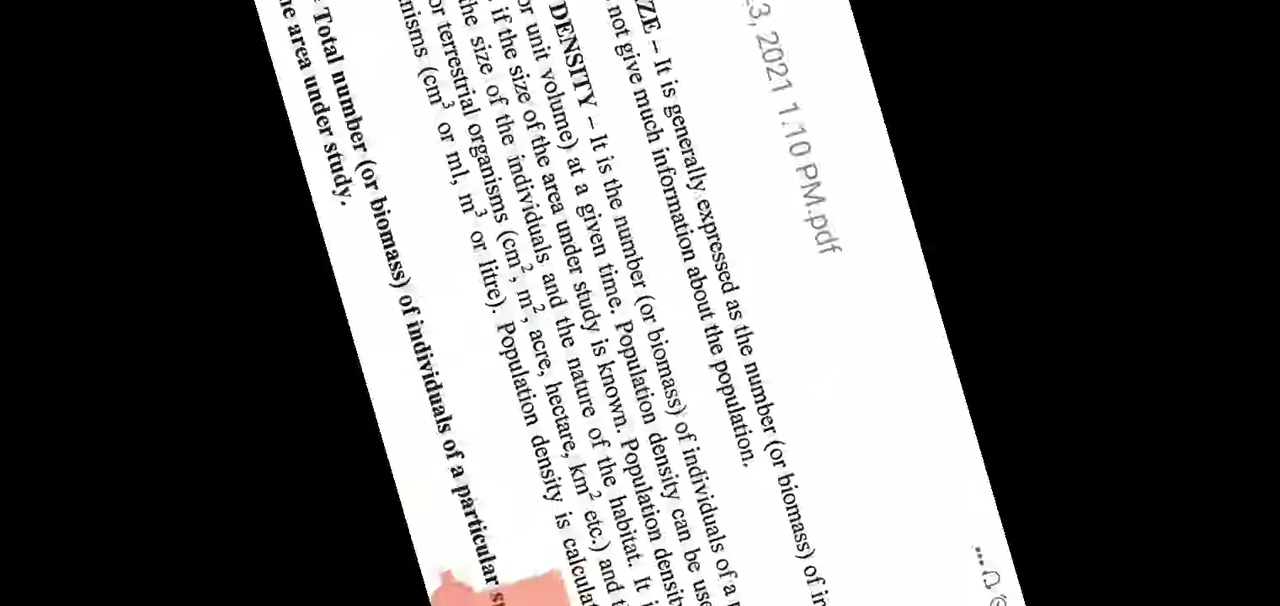 3, 2021 1:10 PM.pdf
ZE – It is generally expressed as the number (or biomass) of in
not give much information about the population.
DENSITY – It is the number (or biomass) of individuals of a
or unit volume) at a given time. Population density can be use
if the size of the area under study is known. Population densit
the size of the individuals and the nature of the habitat. It i
or terrestrial organisms (cm², m², acre, hectare, km² etc.) and t
nisms (cm³ or ml, m³ or litre). Population density is calculat
= Total number (or biomass) of individuals of a particular s
he area under study.